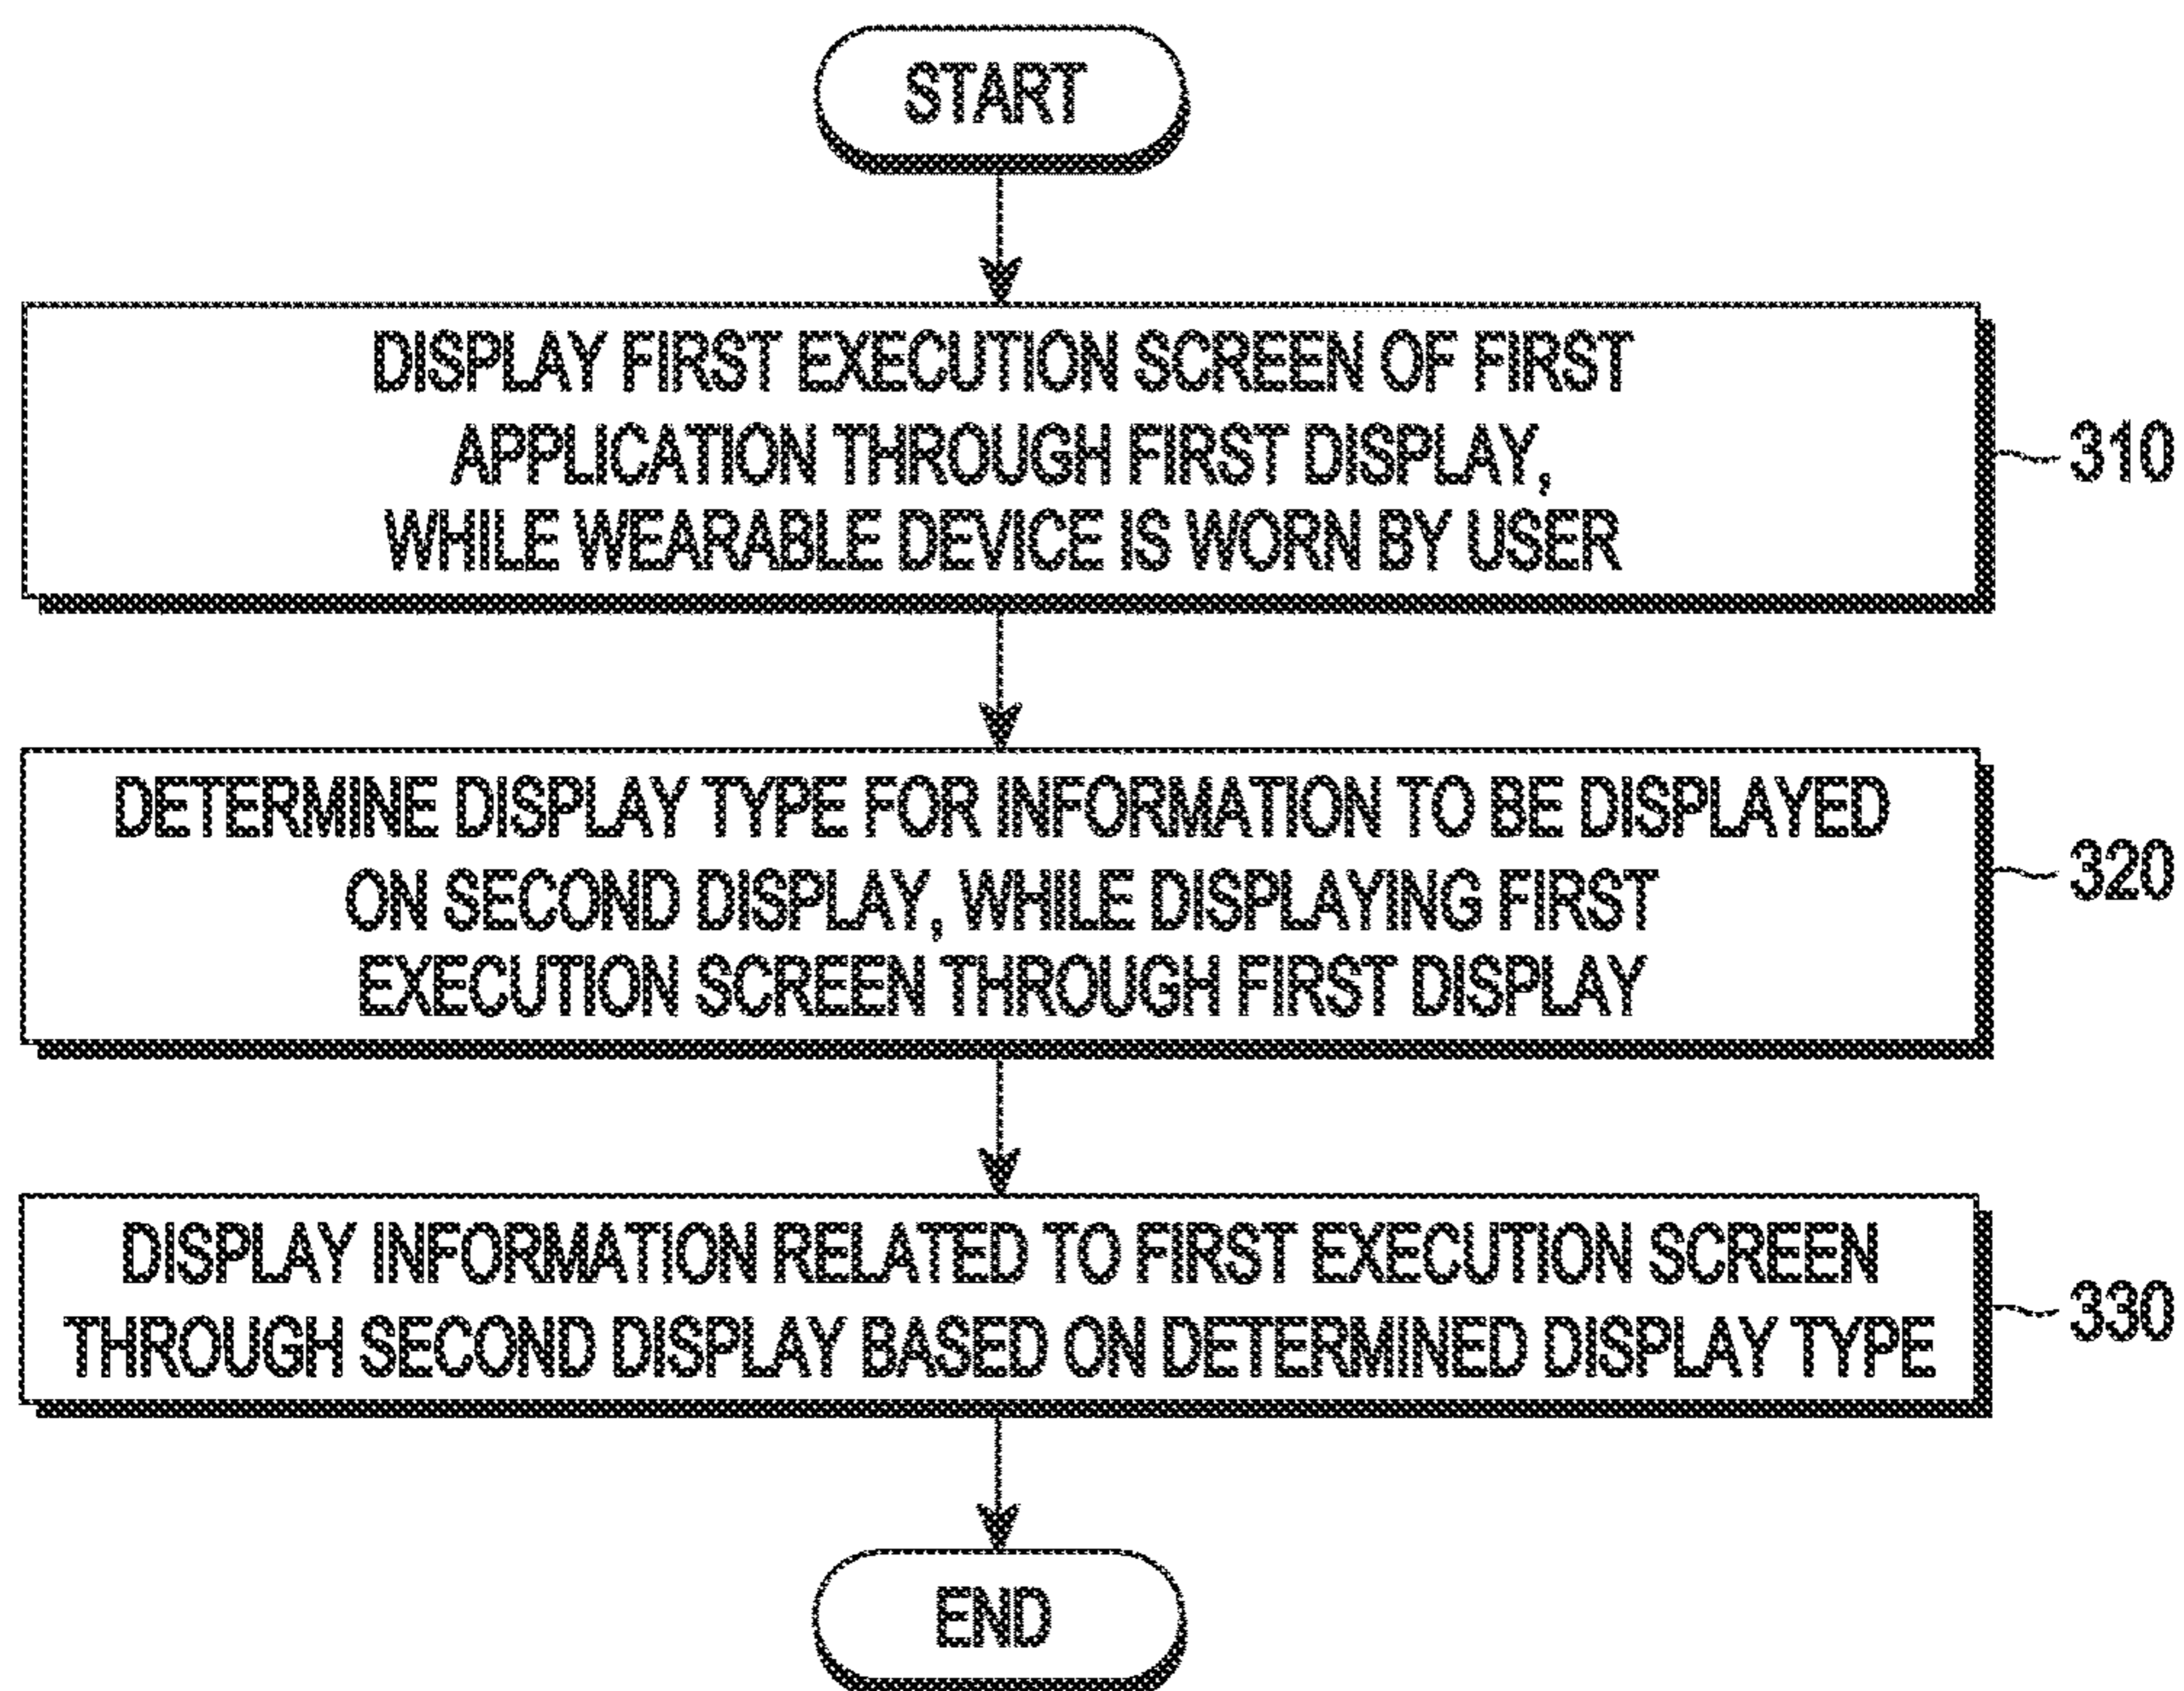 START
DISPLAY FIRST EXECUTION SCREEN OF FIRST
APPLICATION THROUGH FIRST DISPLAY,
WHILE WEARABLE DEVICE IS WORN BY USER
310
DETERMINE DISPLAY TYPE FOR INFORMATION TO BE DISPLAYED
ON SECOND DISPLAY, WHILE DISPLAYING FIRST
EXECUTION SCREEN THROUGH FIRST DISPLAY
320
DISPLAY INFORMATION RELATED TO FIRST EXECUTION SCREEN
THROUGH SECOND DISPLAY BASED ON DETERMINED DISPLAY TYPE
330
END